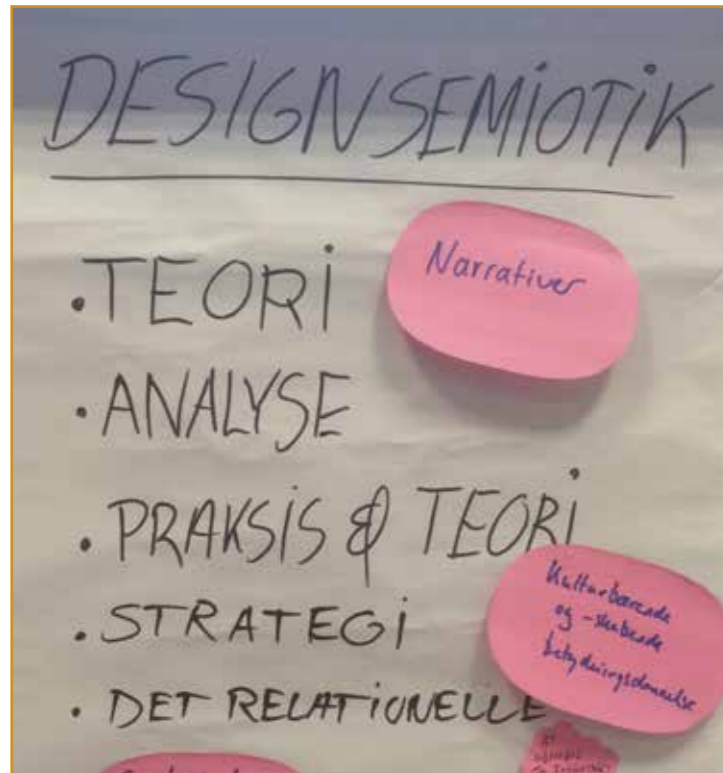 DESIGNSEMIOTIK
Narrativer
• TEORI
• ANALYSE
• PRAKSIS & TEORI
Kulturbærende
og -skabende
betydningsdannelse
• STRATEGI
• DET RELATIONELLE